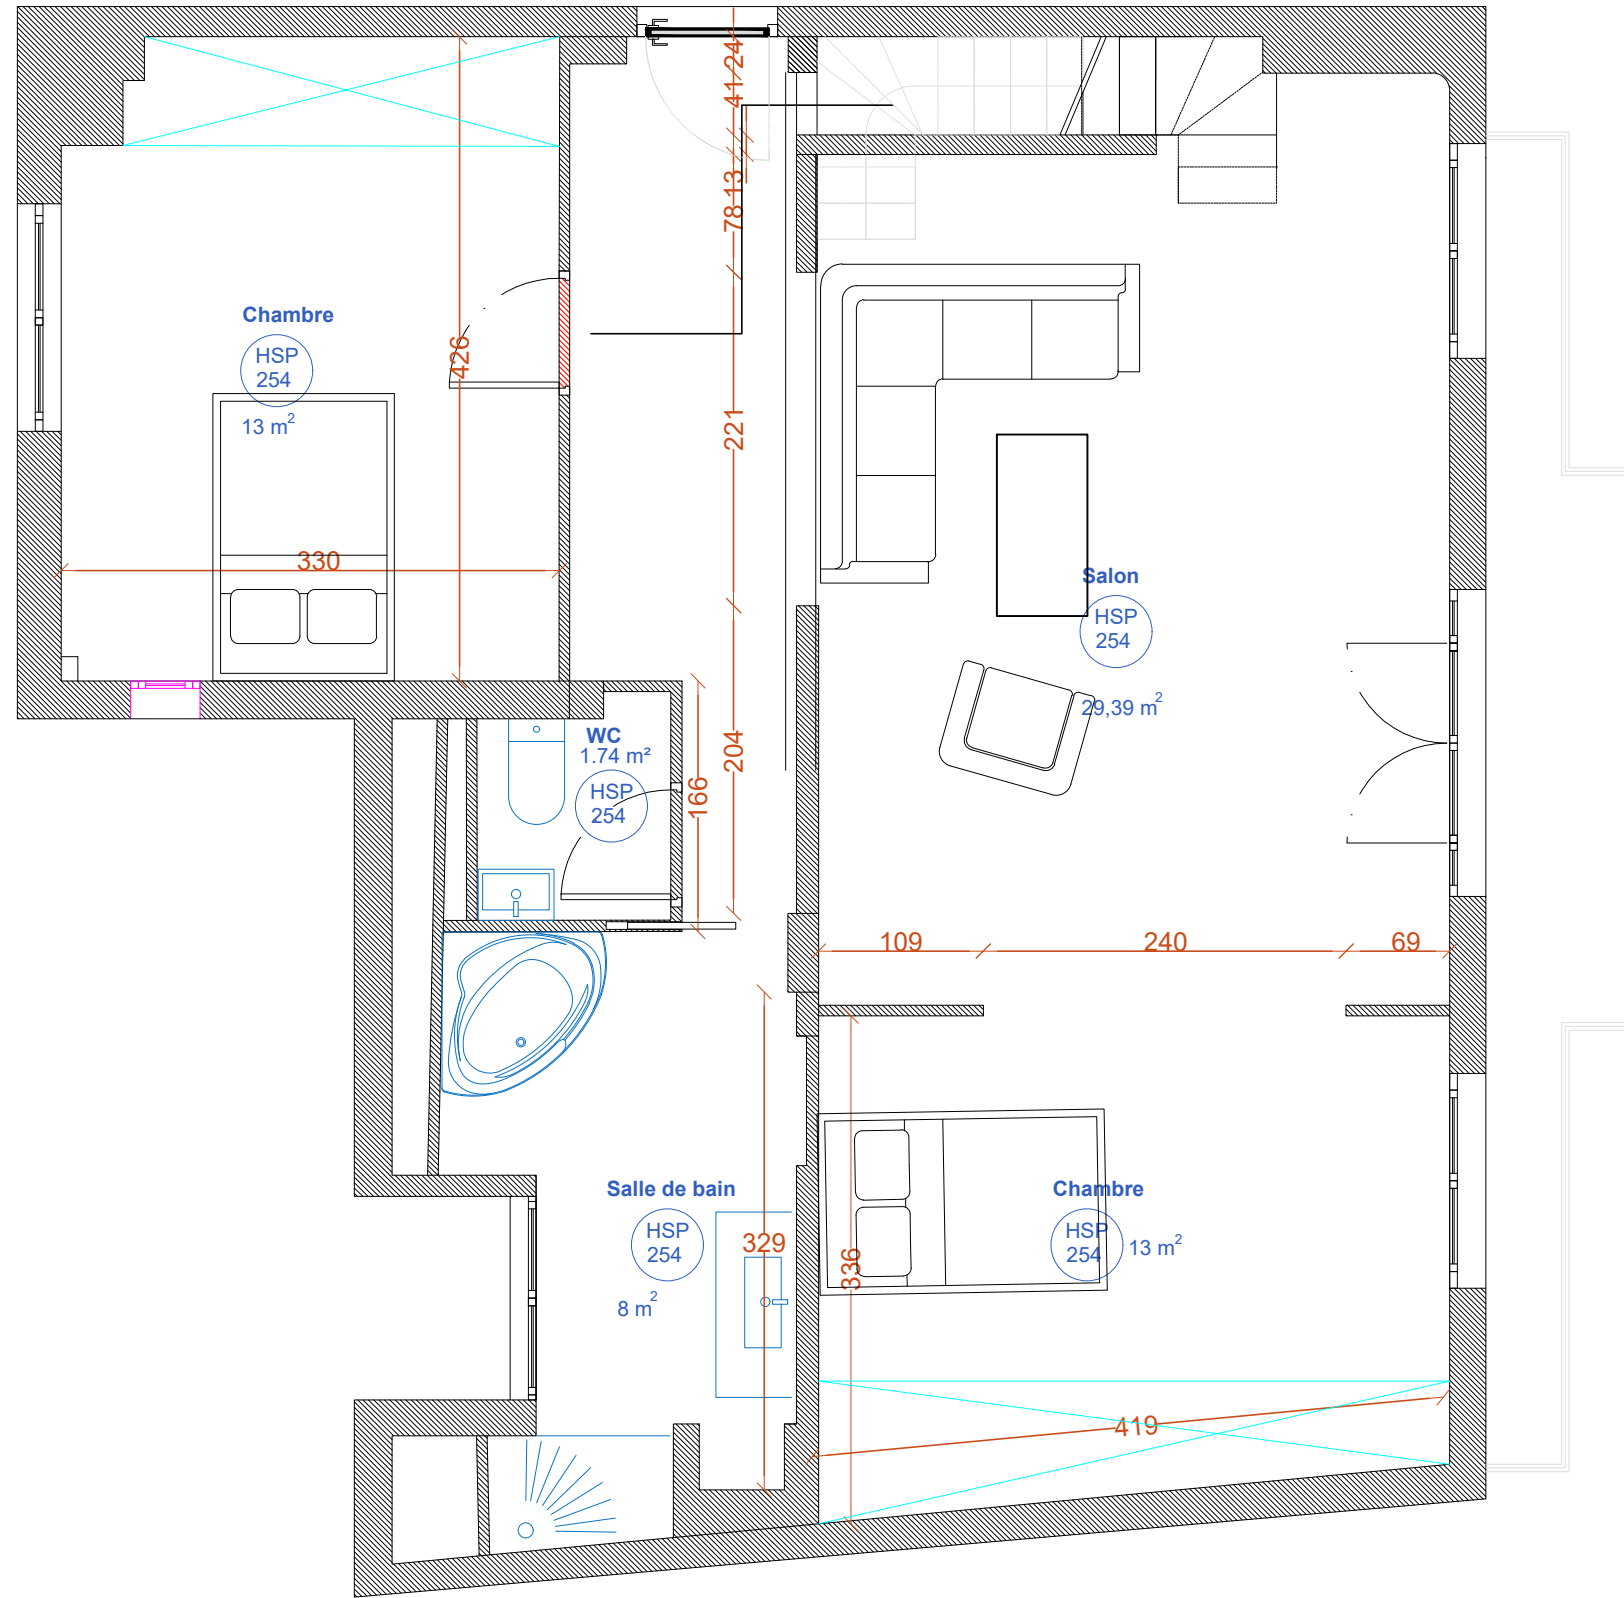 24
41
13
78
Chambre
HSP
254
13 m²
426
221
330
Salon
HSP
254
29,39 m²
WC
1.74 m²
HSP
254
166
204
109
240
69
Salle de bain
HSP
254
8 m²
329
Chambre
HSP
254
13 m²
336
419